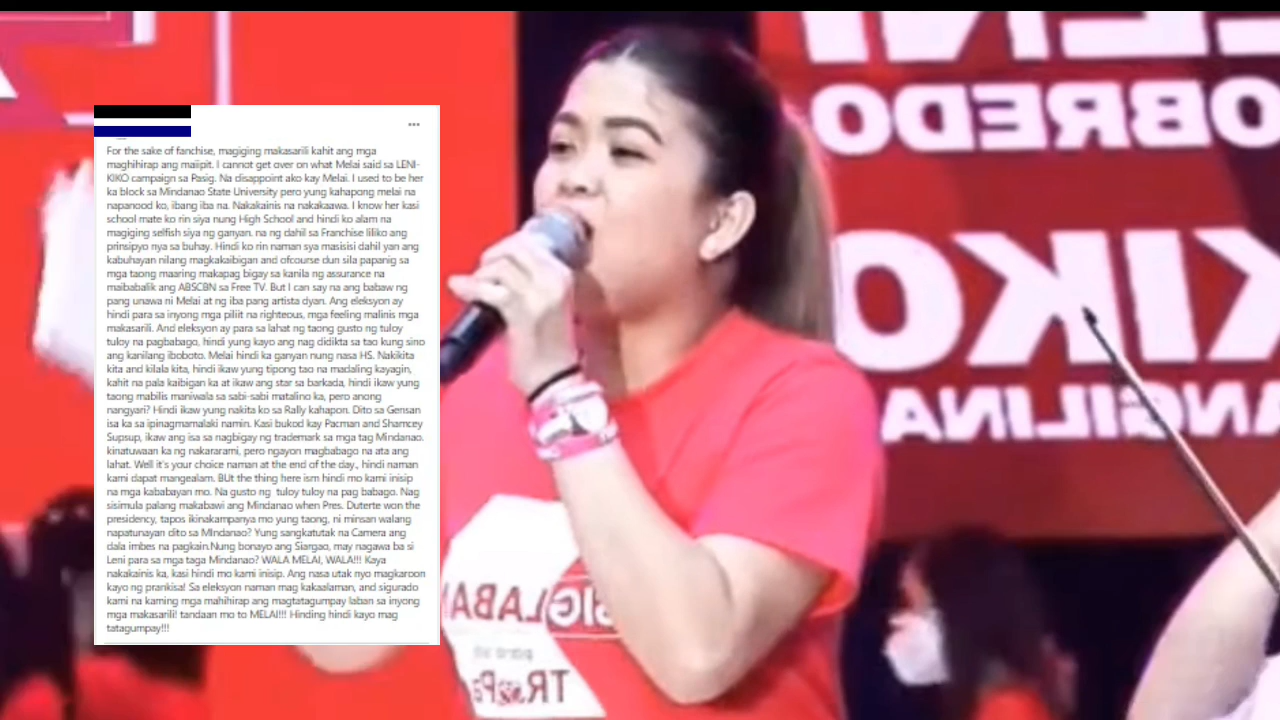 For the sake of fanchise, magiging makasarili kahit ang mga
maghihirap ang maiipit. I cannot get over on what Melai said sa LENI-
KIKO campaign sa Pasig. Na disappoint ako kay Melai. I used to be her
ka block sa Mindanao State University pero yung kahapong melai na
napanood ko, ibang iba na. Nakakainis na nakakaawa. I know her kasi
school mate ko rin siya nung High School and hindi ko alam na
magiging selfish siya ng ganyan. na ng dahil sa Franchise liliko ang
prinsipyo nya sa buhay. Hindi ko rin naman sya masisisi dahil yan ang
kabuhayan nilang magkakaibigan and ofcourse dun sila papanig sa
mga taong maaring makapag bigay sa kanila ng assurance na
maibabalik ang ABSCBN sa Free TV. But I can say na ang babaw ng
pang unawa ni Melai at ng iba pang artista dyan. Ang eleksyon ay
hindi para sa inyong mga piliit na righteous, mga feeling malinis mga
makasarili. And eleksyon ay para sa lahat ng taong gusto ng tuloy
tuloy na pagbabago, hindi yung kayo ang nag didikta sa tao kung sino
ang kanilang iboboto. Melai hindi ka ganyan nung nasa HS. Nakikita
kita and kilala kita, hindi ikaw yung tipong tao na madaling kayagin,
kahit na pala kaibigan ka at ikaw ang star sa barkada, hindi ikaw yung
taong mabilis maniwala sa sabi-sabi matalino ka, pero anong
nangyari? Hindi ikaw yung nakita ko sa Rally kahapon. Dito sa Gensan
isa ka sa ipinagmamalaki namin. Kasi bukod kay Pacman and Shamcey
Supsup, ikaw ang isa sa nagbigay ng trademark sa mga tag Mindanao.
kinatuwaan ka ng nakararami, pero ngayon magbabago na ata ang
lahat. Well it's your choice naman at the end of the day., hindi naman
kami dapat mangealam. BUt the thing here ism hindi mo kami inisip
na mga kababayan mo. Na gusto ng tuloy tuloy na pag babago. Nag
sisimula palang makabawi ang Mindanao when Pres. Duterte won the
presidency, tapos ikinakampanya mo yung taong, ni minsan walang
napatunayan dito sa MIndanao? Yung sangkatutak na Camera ang
dala imbes na pagkain.Nung bonayo ang Siargao, may nagawa ba si
Leni para sa mga taga Mindanao? WALA MELAI, WALA!!! Kaya
nakakainis ka, kasi hindi mo kami inisip. Ang nasa utak nyo magkaroon
kayo ng prankisa! Sa eleksyon naman mag kakaalaman, and sigurado
kami na kaming mga mahihirap ang magtatagumpay laban sa inyong
mga makasarili! tandaan mo to MELAI!!! Hinding hindi kayo mag
tatagumpay!!!
LENI
OBREDO
KIKO
ANGILINA
SIG LABA
para sa
TRoPa